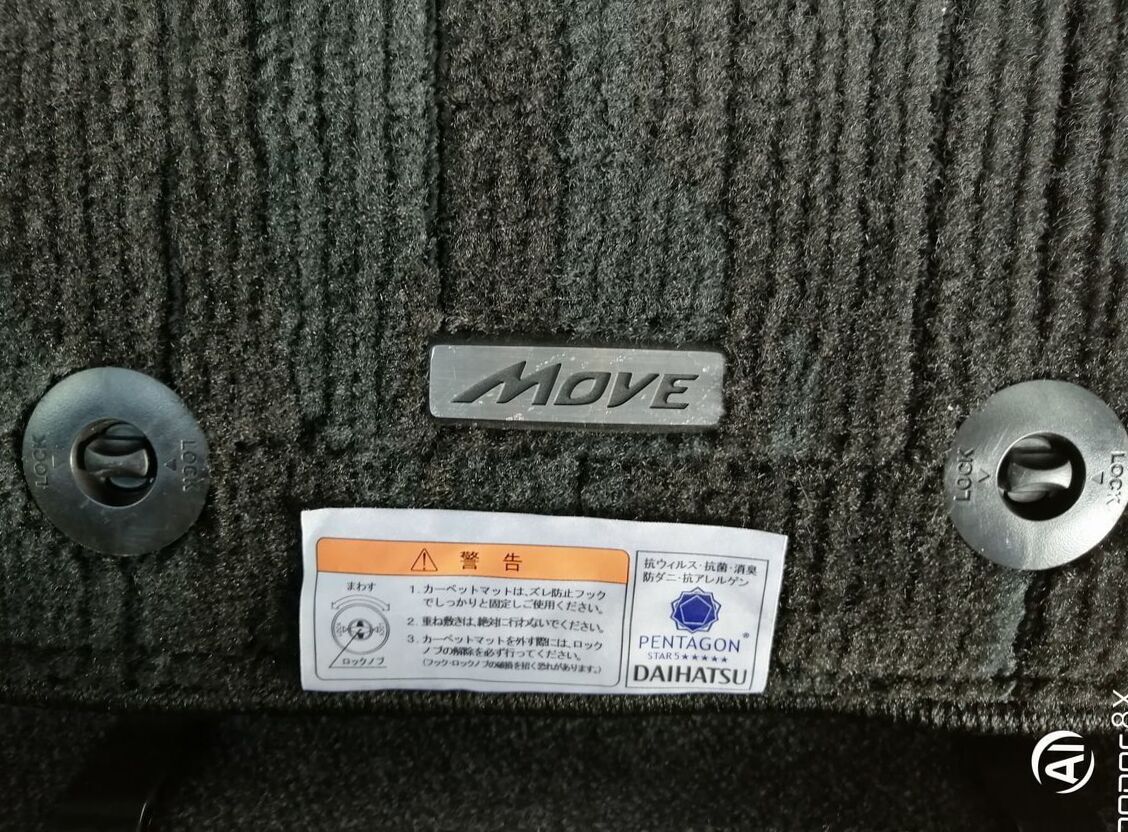 MOVE
LOCK
LOCK
LOCK
LOCK
警告
まわす
ロックノブ
1. カーペットマットは、ズレ防止フック
でしっかりと固定しご使用ください。
2. 重ね敷きは、絶対に行わないでください。
3. カーペットマットを外す際には、ロック
ノブの解除を必ず行ってください。
(フック・ロックノブの破損を招く恐れがあります。)
抗ウィルス・抗菌・消臭
防ダニ・抗アレルゲン
PENTAGON®
STAR 5★★★★★
DAIHATSU
AI